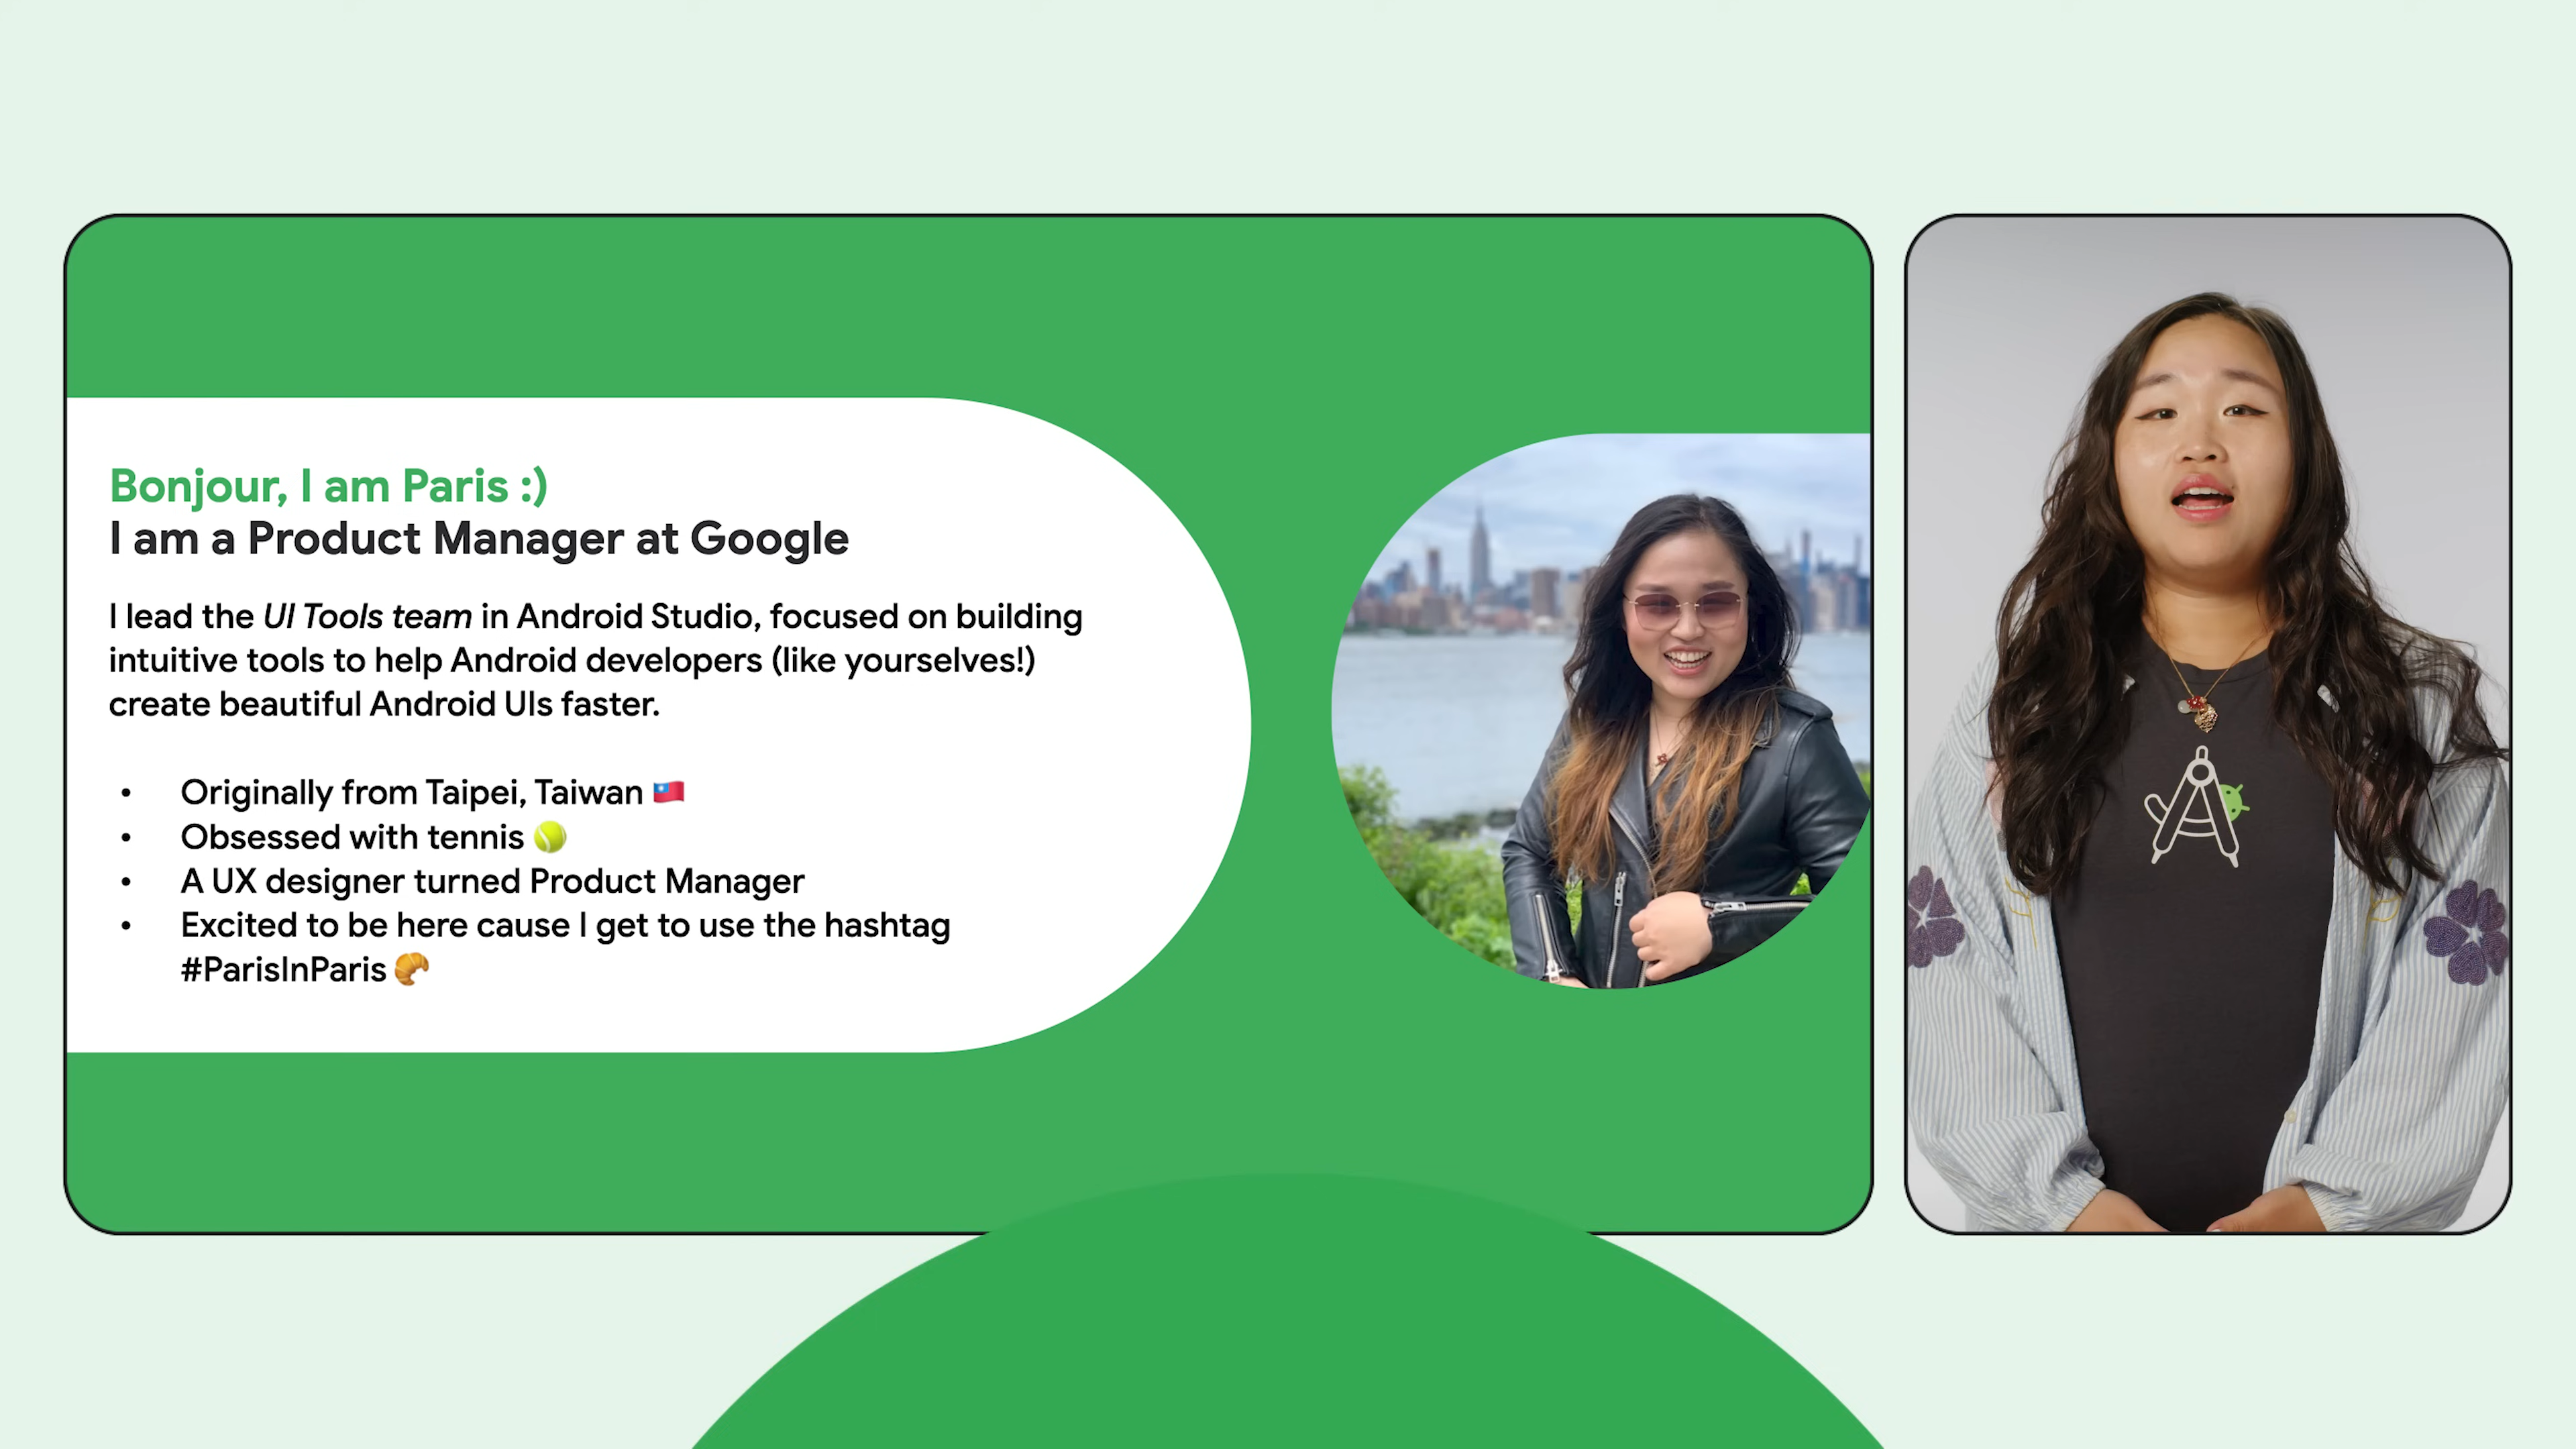 Bonjour, I am Paris :)
I am a Product Manager at Google
I lead the UI Tools team in Android Studio, focused on building
intuitive tools to help Android developers (like yourselves!)
create beautiful Android UIs faster.
• Originally from Taipei, Taiwan 🇹🇼
• Obsessed with tennis 🎾
• A UX designer turned Product Manager
• Excited to be here cause I get to use the hashtag
#ParisInParis 🥐